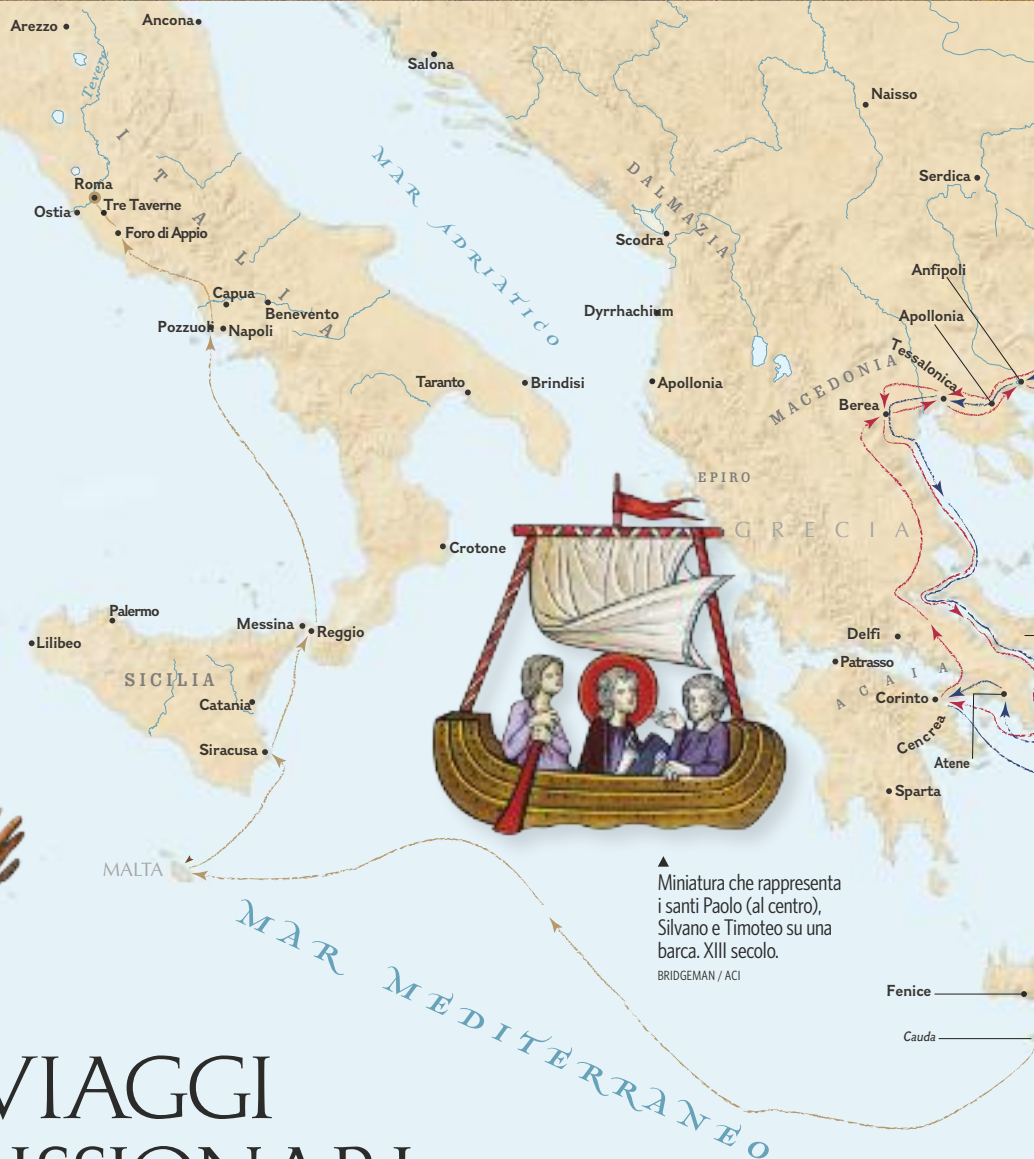 Arezzo
Ancona
Salona
Naisso
Tevere
ITALIA
MAR ADRIATICO
DALMAZIA
Serdica
Roma
Ostia
Tre Taverne
Foro di Appio
Scodra
Anfipoli
Capua
Benevento
Pozzuoli
Napoli
Dyrrhachium
Apollonia
Tessalonica
MACEDONIA
Taranto
Brindisi
Apollonia
Berea
EPIRO
GRECIA
Crotone
Palermo
Messina
Reggio
Lilibeo
SICILIA
Catania
Siracusa
Delfi
Patrasso
ACAIA
Corinto
Cencrea
Atene
Sparta
MALTA
MAR MEDITERRANEO
Miniatura che rappresenta
i santi Paolo (al centro),
Silvano e Timoteo su una
barca. XIII secolo.
BRIDGEMAN / ACI
Fenice
Cauda
VIAGGI